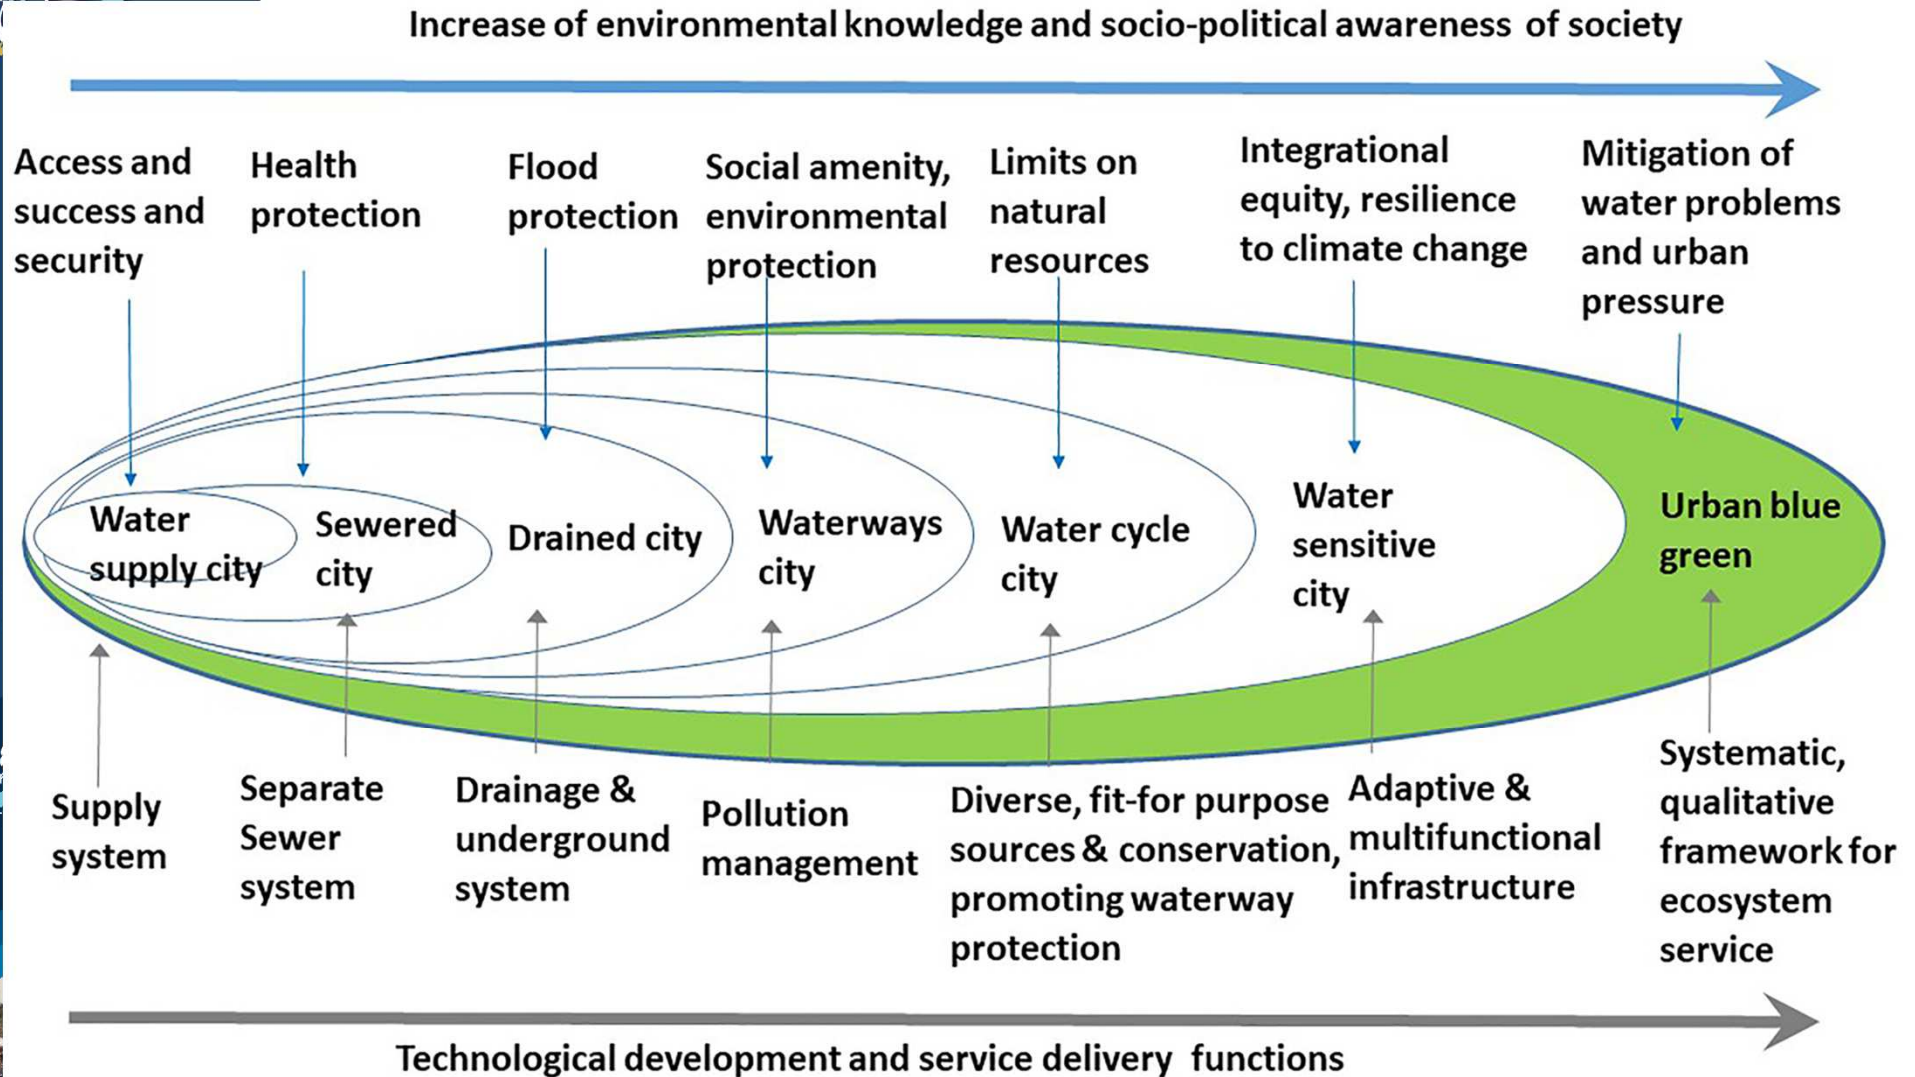 Increase of environmental knowledge and socio-political awareness of society
Access and
success and
security
Health
protection
Flood
protection
Social amenity,
environmental
protection
Limits on
natural
resources
Integrational
equity, resilience
to climate change
Mitigation of
water problems
and urban
pressure
Water
supply city
Sewered
city
Drained city
Waterways
city
Water cycle
city
Water
sensitive
city
Urban blue
green
Supply
system
Separate
Sewer
system
Drainage &
underground
system
Pollution
management
Diverse, fit-for purpose
sources & conservation,
promoting waterway
protection
Adaptive &
multifunctional
infrastructure
Systematic,
qualitative
framework for
ecosystem
service
Technological development and service delivery functions